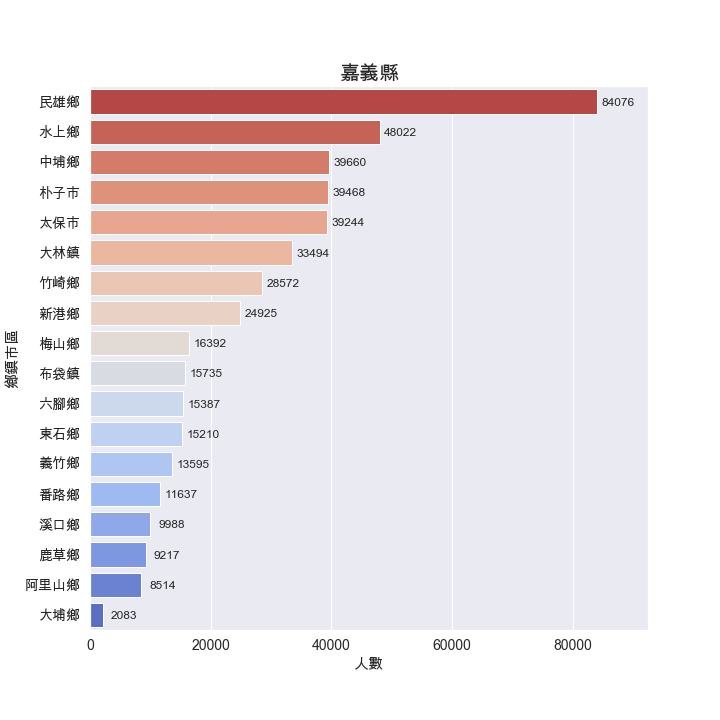 嘉義縣
民雄鄉 84076
水上鄉 48022
中埔鄉 39660
朴子市 39468
太保市 39244
大林鎮 33494
竹崎鄉 28572
新港鄉 24925
梅山鄉 16392
布袋鎮 15735
六腳鄉 15387
東石鄉 15210
義竹鄉 13595
番路鄉 11637
溪口鄉 9988
鹿草鄉 9217
阿里山鄉 8514
大埔鄉 2083
鄉鎮市區
0 20000 40000 60000 80000
人數